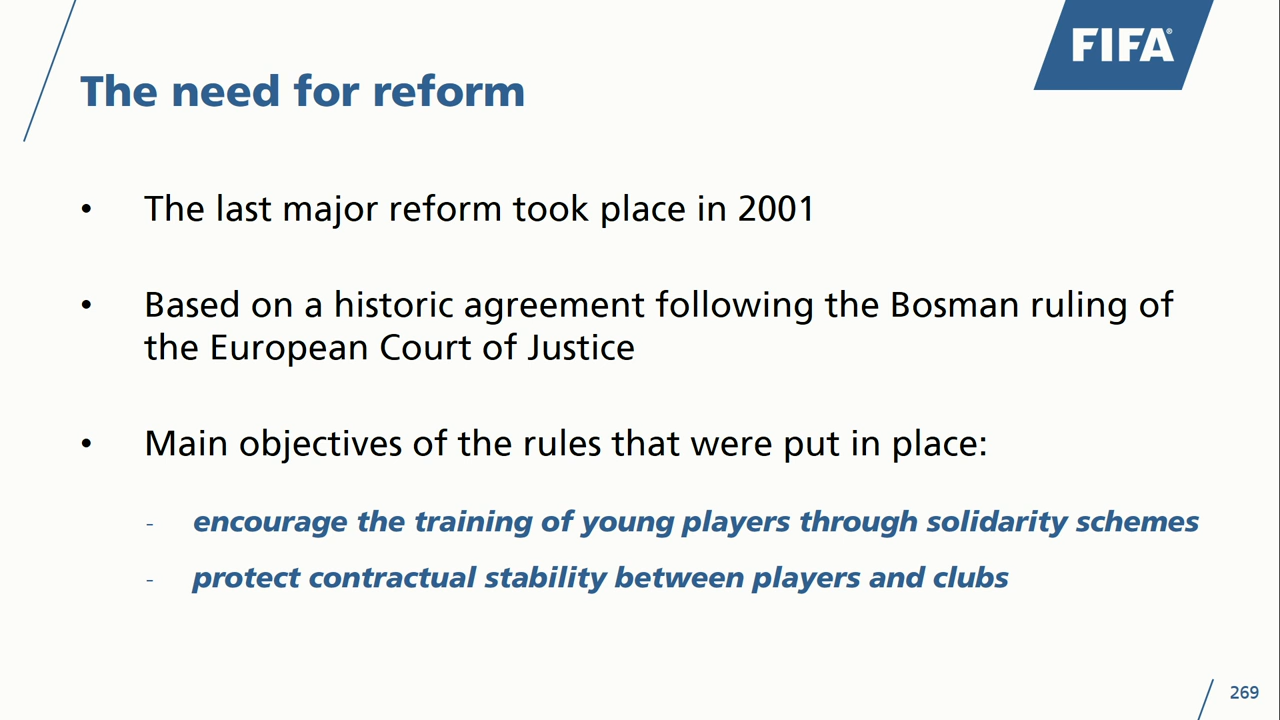 FIFA®
The need for reform
• The last major reform took place in 2001
• Based on a historic agreement following the Bosman ruling of
the European Court of Justice
• Main objectives of the rules that were put in place:
- encourage the training of young players through solidarity schemes
- protect contractual stability between players and clubs
269